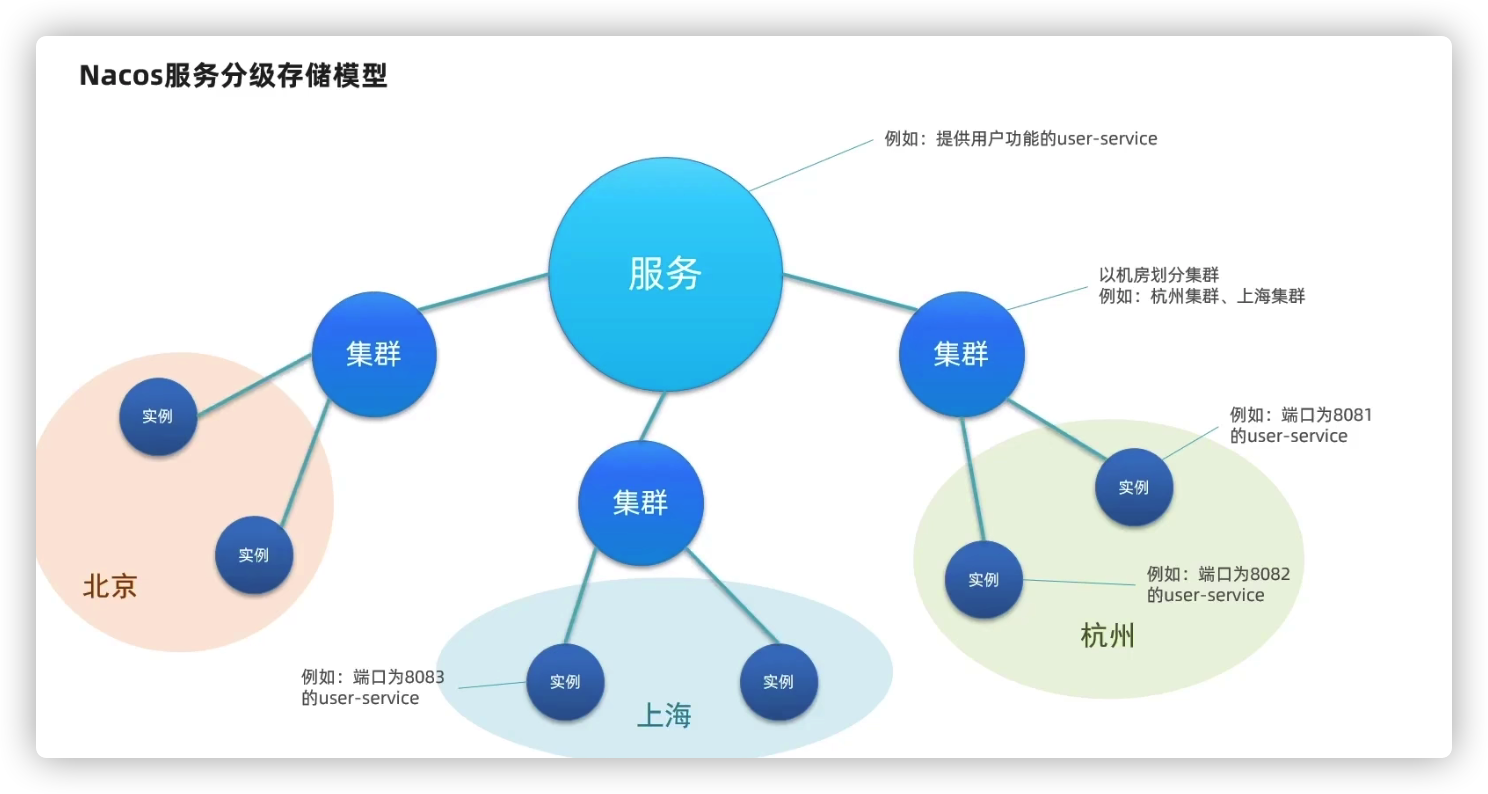 Nacos服务分级存储模型
例如：提供用户功能的user-service
服务
以机房划分集群
例如：杭州集群、上海集群
集群
集群
实例
例如：端口为8081
的user-service
集群
实例
实例
北京
实例
例如：端口为8082
的user-service
杭州
例如：端口为8083
的user-service
实例
实例
上海